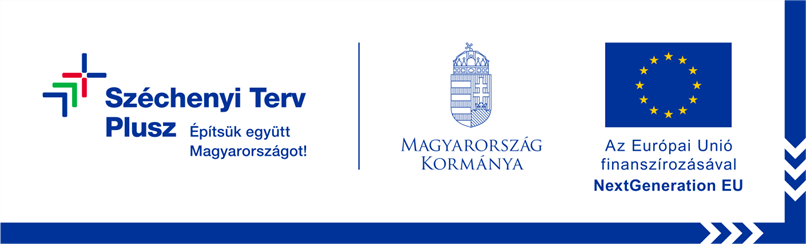 Széchenyi Terv
Plusz Építsük együtt
Magyarországot!
MAGYARORSZÁG
KORMÁNYA
Az Európai Unió
finanszírozásával
NextGeneration EU